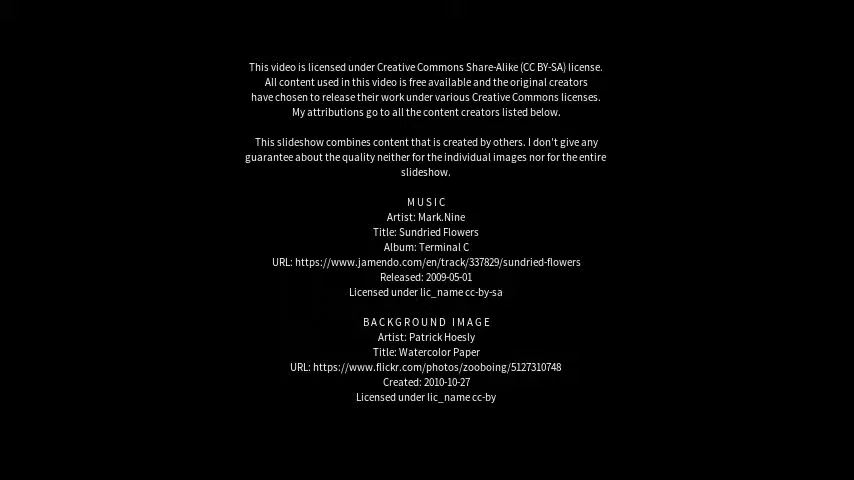 This video is licensed under Creative Commons Share-Alike (CC BY-SA) license.
All content used in this video is free available and the original creators
have chosen to release their work under various Creative Commons licenses.
My attributions go to all the content creators listed below.
This slideshow combines content that is created by others. I don't give any
guarantee about the quality neither for the individual images nor for the entire
slideshow.
MUSIC
Artist: Mark.Nine
Title: Sundried Flowers
Album: Terminal C
URL: https://www.jamendo.com/en/track/337829/sundried-flowers
Released: 2009-05-01
Licensed under lic_name cc-by-sa
BACKGROUND IMAGE
Artist: Patrick Hoesly
Title: Watercolor Paper
URL: https://www.flickr.com/photos/zooboing/5127310748
Created: 2010-10-27
Licensed under lic_name cc-by